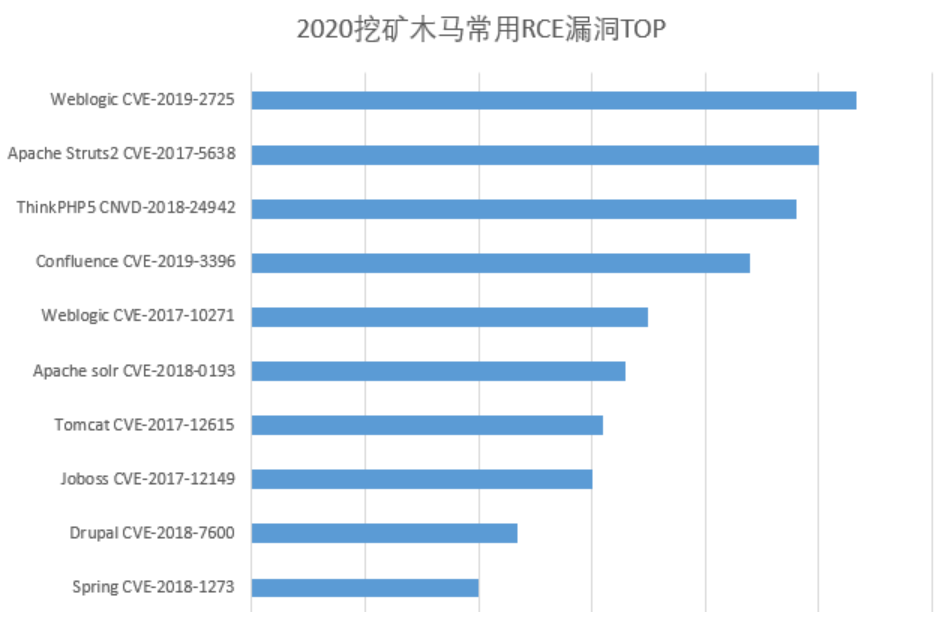 2020挖矿木马常用RCE漏洞TOP
Weblogic CVE-2019-2725
Apache Struts2 CVE-2017-5638
ThinkPHP5 CNVD-2018-24942
Confluence CVE-2019-3396
Weblogic CVE-2017-10271
Apache solr CVE-2018-0193
Tomcat CVE-2017-12615
Joboss CVE-2017-12149
Drupal CVE-2018-7600
Spring CVE-2018-1273